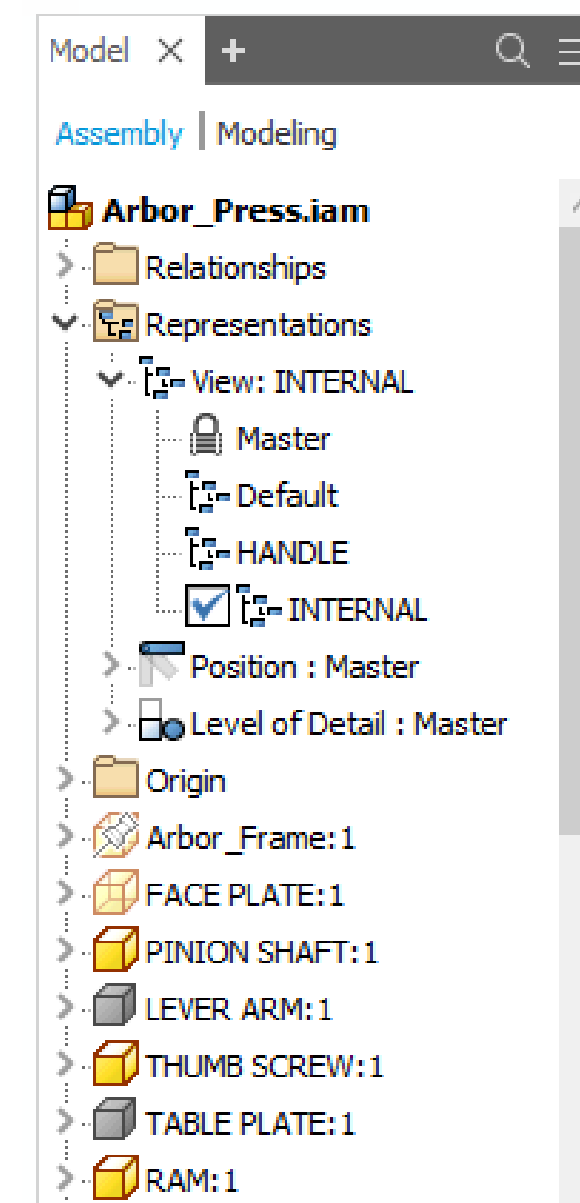 Model
Assembly | Modeling
Arbor_Press.iam
Relationships
Representations
View: INTERNAL
Master
Default
HANDLE
INTERNAL
Position : Master
Level of Detail : Master
Origin
Arbor_Frame:1
FACE PLATE:1
PINION SHAFT:1
LEVER ARM:1
THUMB SCREW:1
TABLE PLATE:1
RAM:1